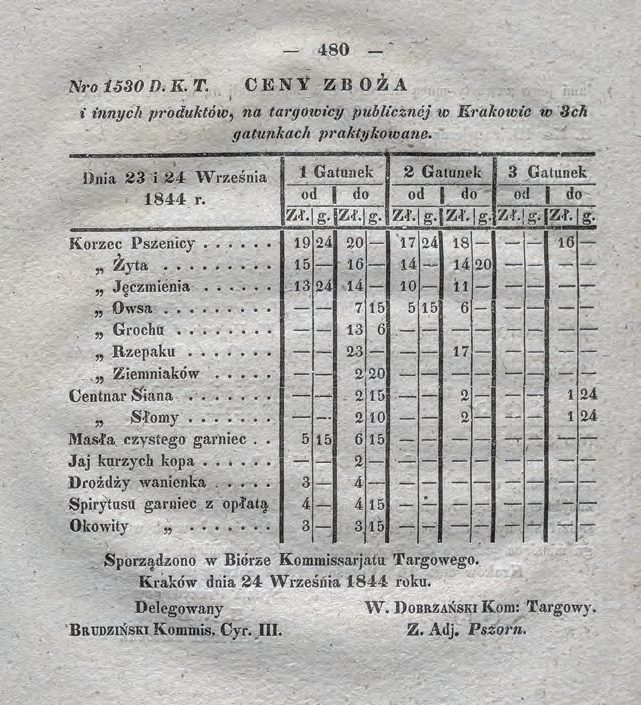 — 480 —
Nro 1530 D. K. T. CENY ZBOŻA
i innych produktów, na targowicy publicznéj w Krakowie w 3ch
gatunkach praktykowane.
Dnia 23 i 24 Września 1844 r. | 1 Gatunek | 2 Gatunek | 3 Gatunek
od | do | od | do | od | do
Zł. | g. | Zł. | g. | Zł. | g. | Zł. | g. | Zł. | g. | Zł. | g.
Korzec Pszenicy . . . . . . | 19 | 24 | 20 | — | 17 | 24 | 18 | — | — | — | 16 | —
„ Żyta . . . . . . . . . | 15 | — | 16 | — | 14 | — | 14 | 20 | — | — | — | —
„ Jęczmienia . . . . . . . | 13 | 24 | 14 | — | 10 | — | 11 | — | — | — | — | —
„ Owsa . . . . . . . . . | — | — | 7 | 15 | 5 | 15 | 6 | — | — | — | — | —
„ Grochu . . . . . . . . | — | — | 13 | 6 | — | — | — | — | — | — | — | —
„ Rzepaku . . . . . . . | — | — | 23 | — | — | — | 17 | — | — | — | — | —
„ Ziemniaków . . . . . | — | — | 2 | 20 | — | — | — | — | — | — | — | —
Centnar Siana . . . . . . . | — | — | 2 | 15 | — | — | 2 | — | — | — | 1 | 24
„ Słomy . . . . . . . | — | — | 2 | 10 | — | — | 2 | — | — | — | 1 | 24
Masła czystego garniec . . | 5 | 15 | 6 | 15 | — | — | — | — | — | — | — | —
Jaj kurzych kopa . . . . . . | — | — | 2 | — | — | — | — | — | — | — | — | —
Drożdży wanienka . . . . . | 3 | — | 4 | — | — | — | — | — | — | — | — | —
Spirytusu garniec z opłatą | 4 | — | 4 | 15 | — | — | — | — | — | — | — | —
Okowity „ . . . . . . . | 3 | — | 3 | 15 | — | — | — | — | — | — | — | —
Sporządzono w Biórze Kommissarjatu Targowego.
Kraków dnia 24 Września 1844 roku.
Delegowany W. DOBRZAŃSKI Kom: Targowy.
BRUDZIŃSKI Kommis. Cyr. III. Z. Adj. Pszorn.